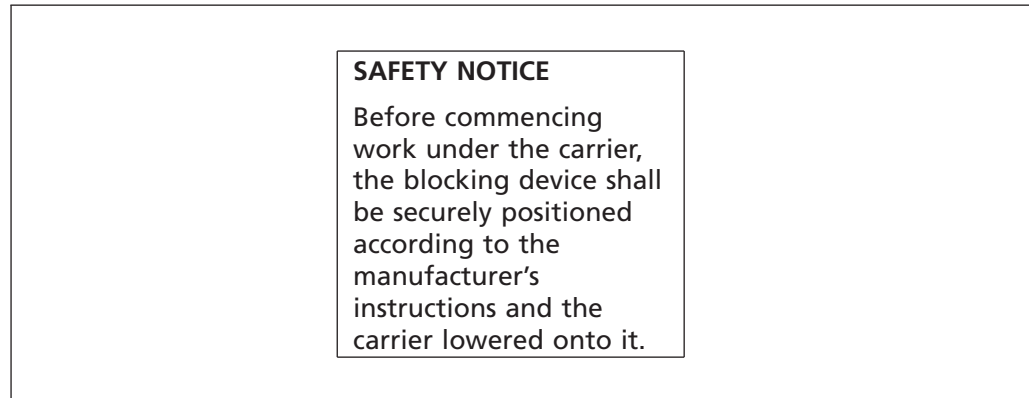 SAFETY NOTICE
Before commencing
work under the carrier,
the blocking device shall
be securely positioned
according to the
manufacturer's
instructions and the
carrier lowered onto it.